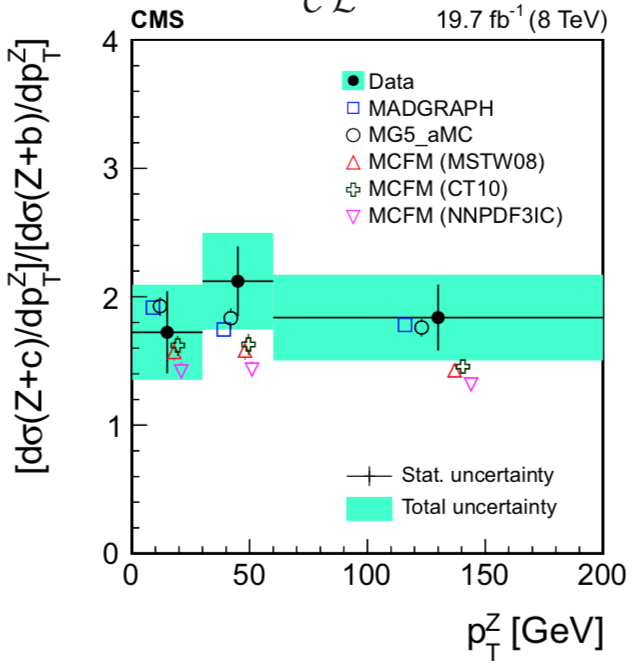 C L
CMS 19.7 fb⁻¹ (8 TeV)
[dσ(Z+c)/dp_T^Z]/[dσ(Z+b)/dp_T^Z]
4
3
2
1
0
Data
MADGRAPH
MG5_aMC
MCFM (MSTW08)
MCFM (CT10)
MCFM (NNPDF3IC)
Stat. uncertainty
Total uncertainty
0 50 100 150 200
p_T^Z [GeV]